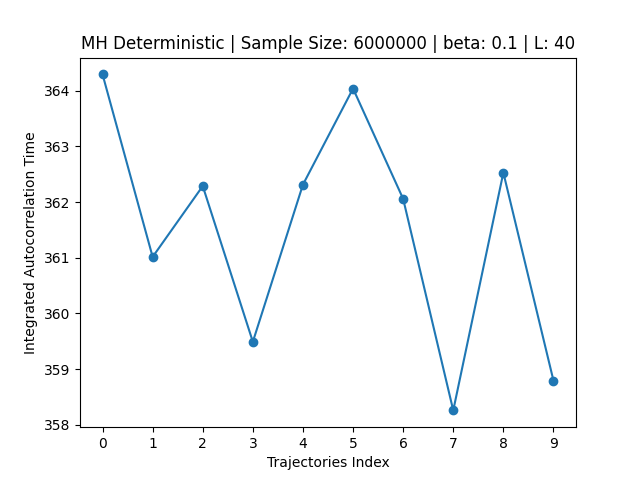 MH Deterministic | Sample Size: 6000000 | beta: 0.1 | L: 40
Integrated Autocorrelation Time
364
363
362
361
360
359
358
0 1 2 3 4 5 6 7 8 9
Trajectories Index